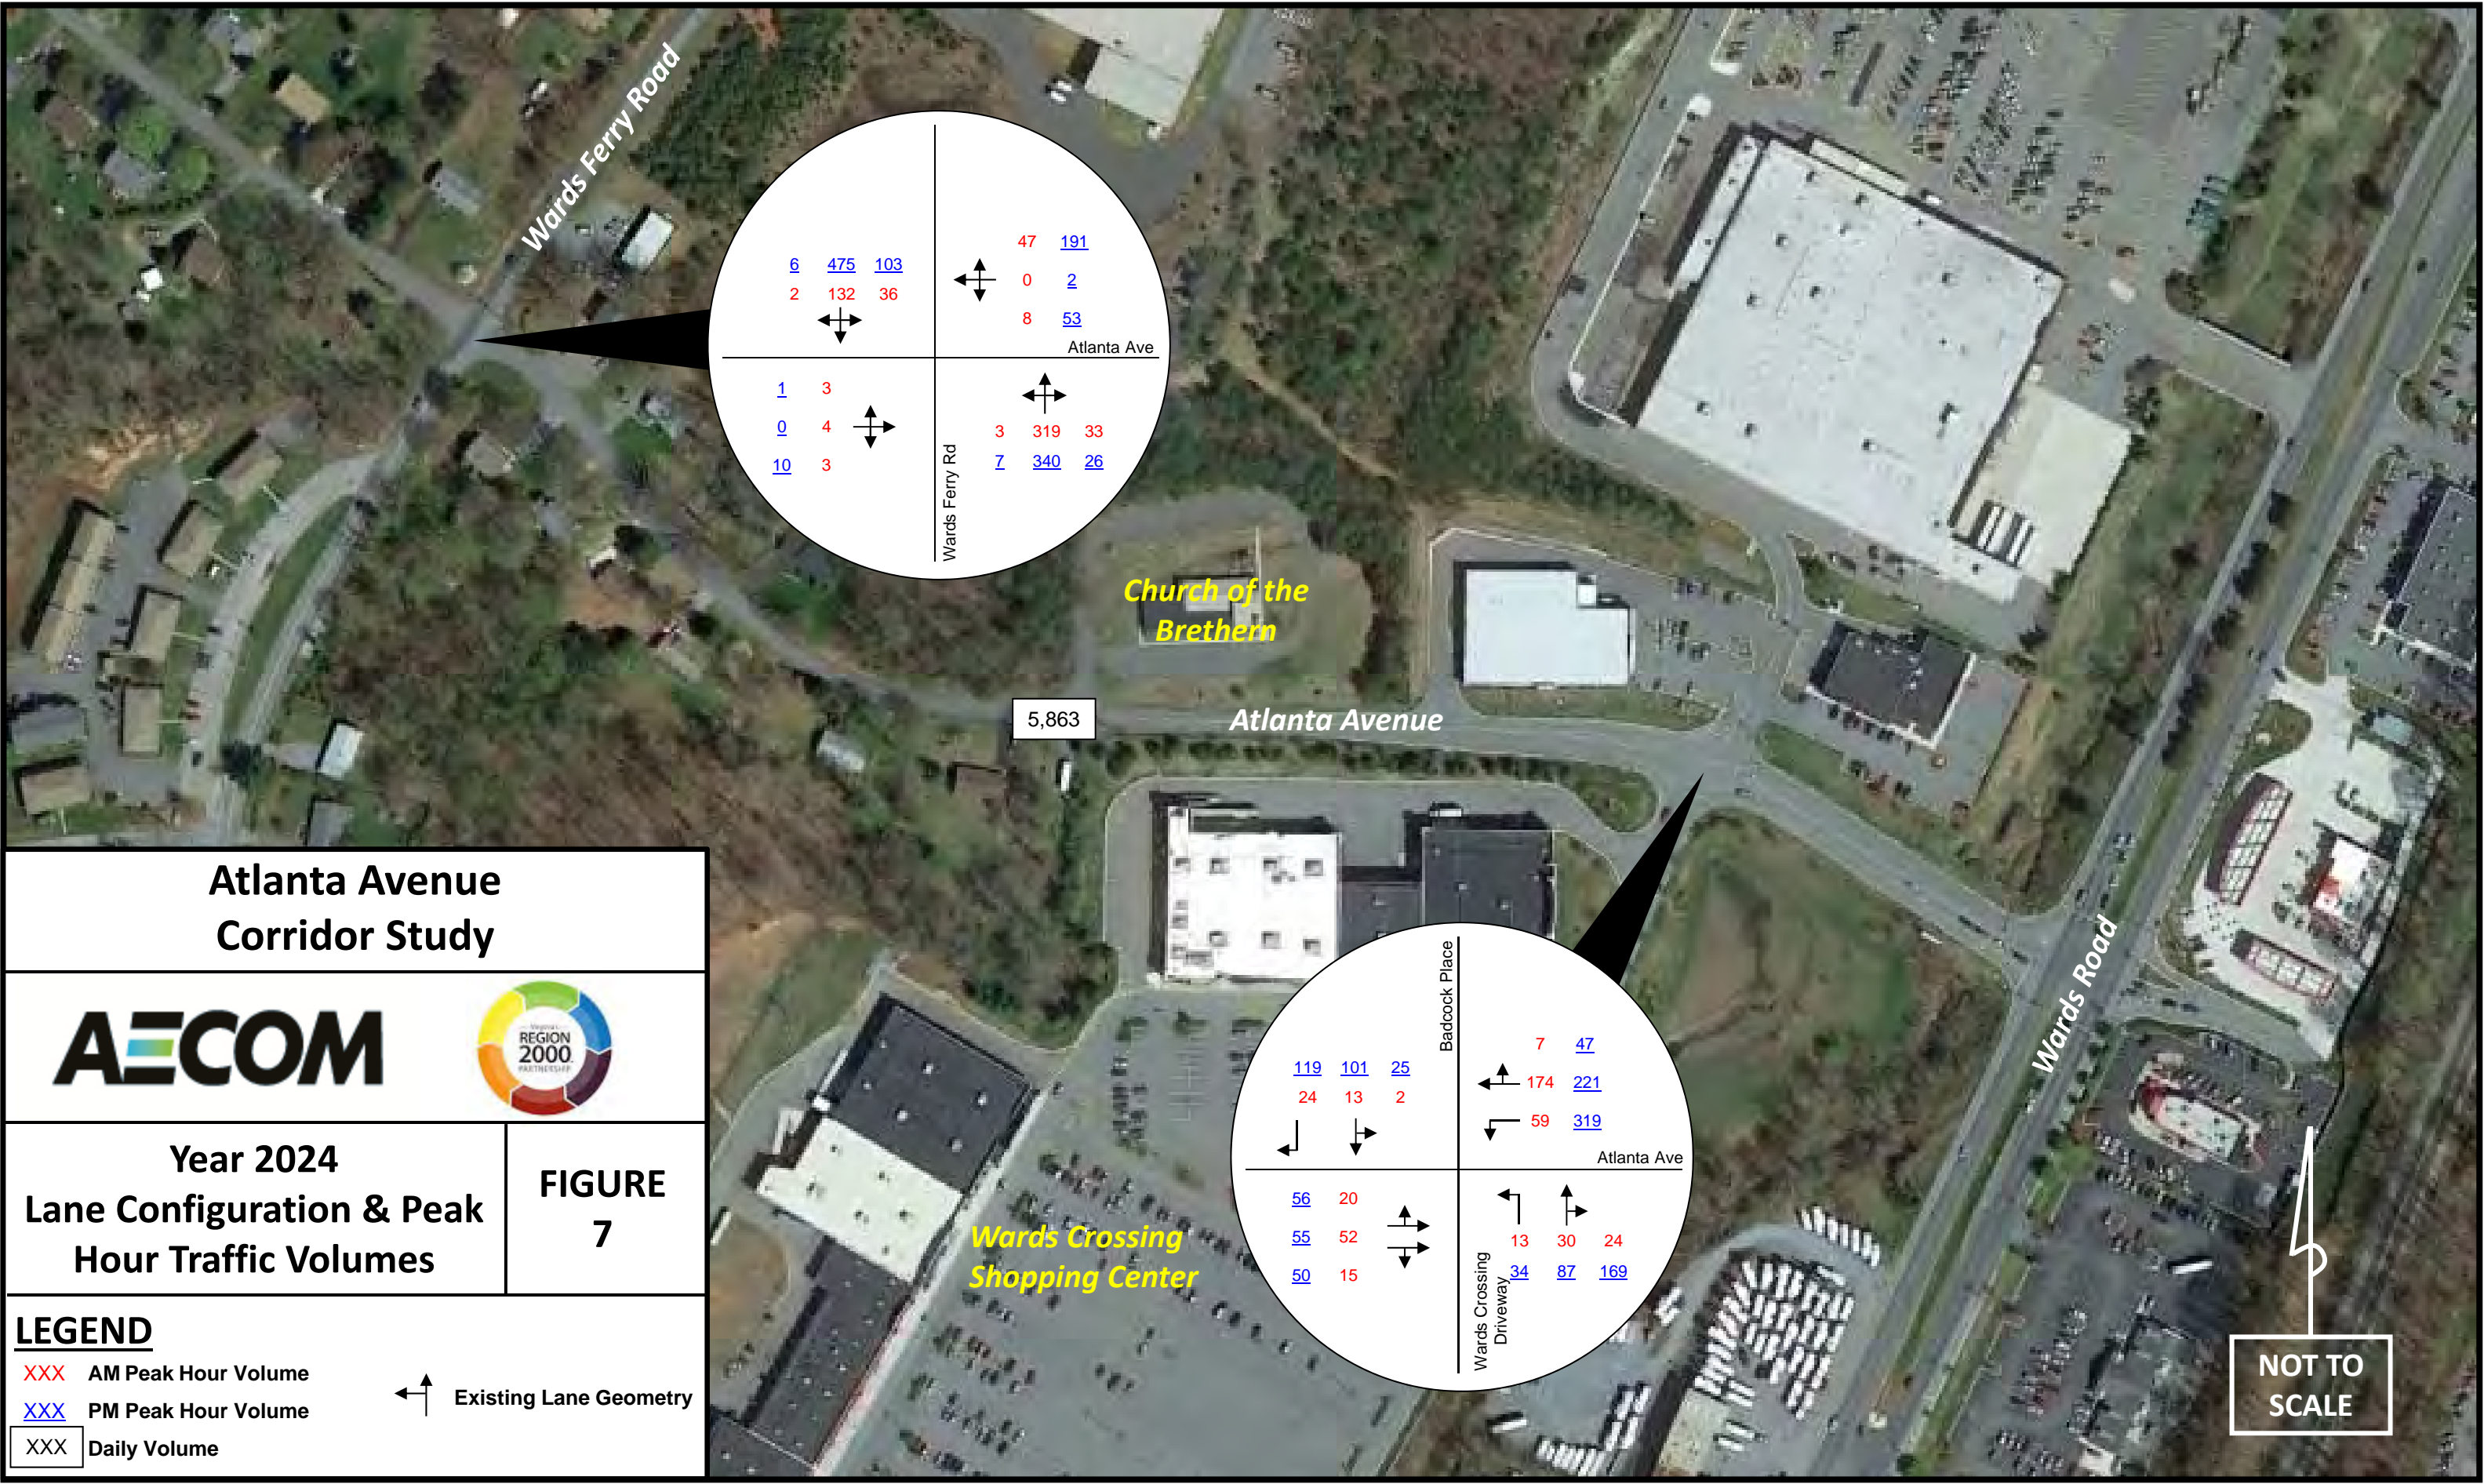 Wards Ferry Road
6 475 103
2 132 36
47 191
0 2
8 53
Atlanta Ave
1 3
0 4
10 3
Wards Ferry Rd
3 319 33
7 340 26
Church of the
Brethern
5,863
Atlanta Avenue
Wards Road
Badcock Place
119 101 25
24 13 2
7 47
174 221
59 319
Atlanta Ave
56 20
55 52
50 15
Wards Crossing
Driveway
13 30 24
34 87 169
Wards Crossing
Shopping Center
Atlanta Avenue
Corridor Study
AECOM
Virginia's
REGION
2000
PARTNERSHIP
Year 2024
Lane Configuration & Peak
Hour Traffic Volumes
FIGURE
7
LEGEND
XXX AM Peak Hour Volume
XXX PM Peak Hour Volume
XXX Daily Volume
Existing Lane Geometry
NOT TO
SCALE